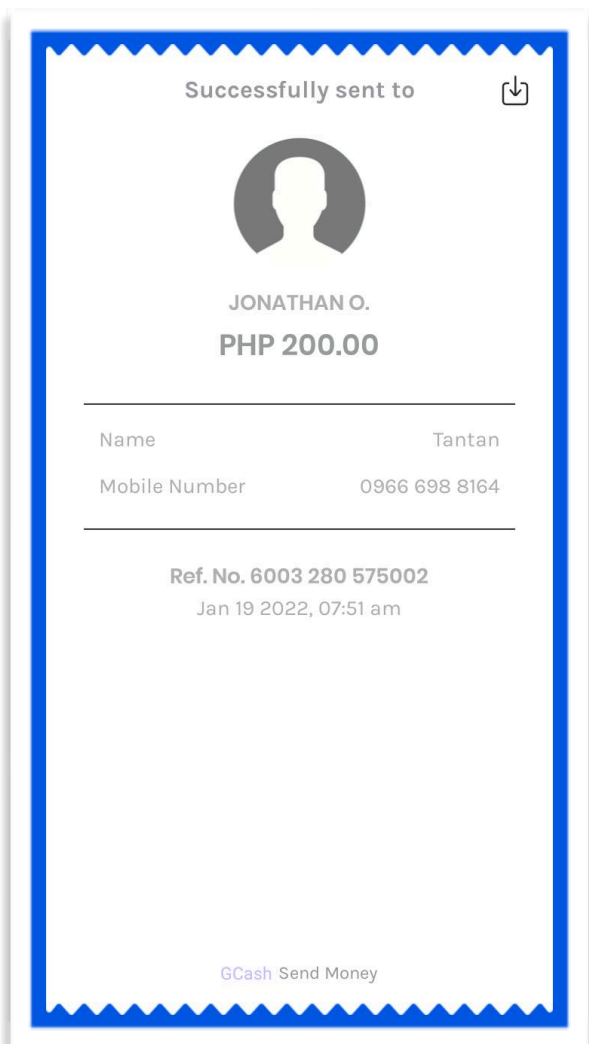 Successfully sent to
JONATHAN O.
PHP 200.00
Name Tantan
Mobile Number 0966 698 8164
Ref. No. 6003 280 575002
Jan 19 2022, 07:51 am
GCash Send Money